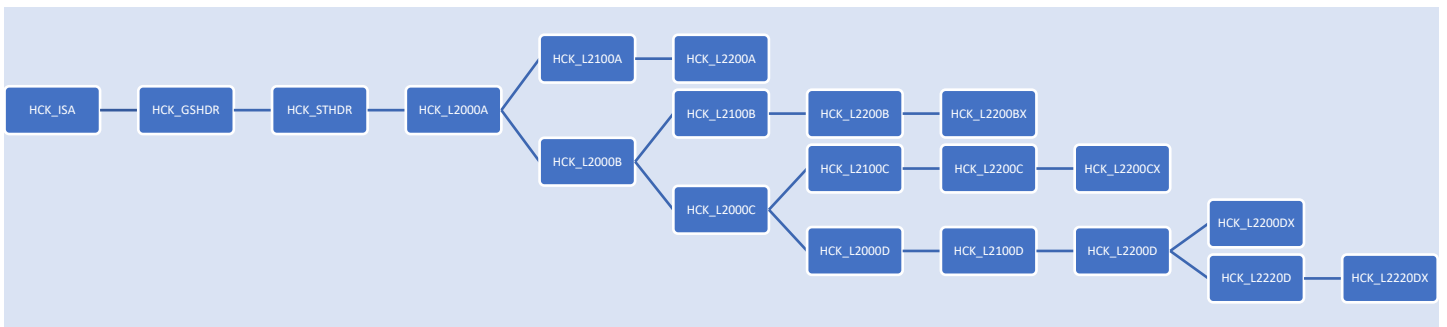 HCK_ISA
HCK_GSHDR
HCK_STHDR
HCK_L2000A
HCK_L2100A
HCK_L2200A
HCK_L2000B
HCK_L2100B
HCK_L2200B
HCK_L2200BX
HCK_L2000C
HCK_L2100C
HCK_L2200C
HCK_L2200CX
HCK_L2000D
HCK_L2100D
HCK_L2200D
HCK_L2200DX
HCK_L2220D
HCK_L2220DX